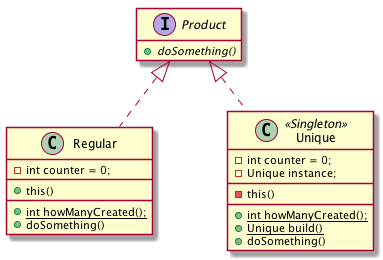 I Product
doSomething()
C Regular
int counter = 0;
this()
int howManyCreated();
doSomething()
C «Singleton»
Unique
int counter = 0;
Unique instance;
this()
int howManyCreated();
Unique build()
doSomething()